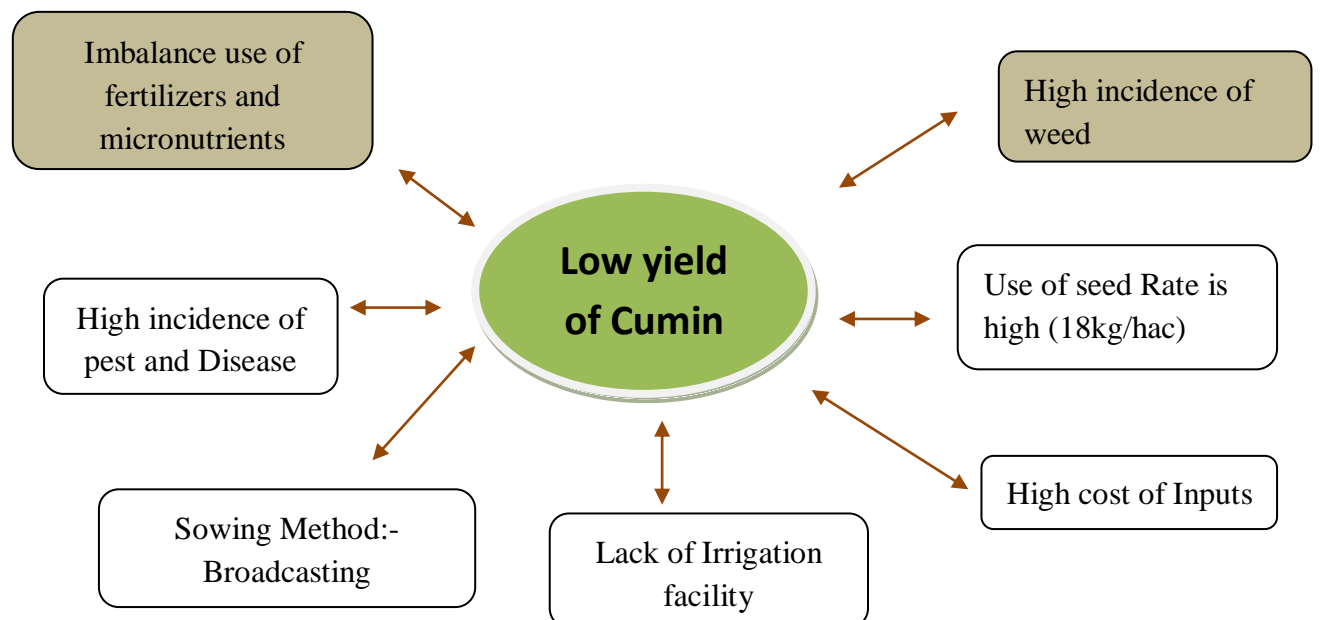 Imbalance use of
fertilizers and
micronutrients
High incidence of
weed
Low yield
of Cumin
High incidence of
pest and Disease
Use of seed Rate is
high (18kg/hac)
Sowing Method:-
Broadcasting
Lack of Irrigation
facility
High cost of Inputs